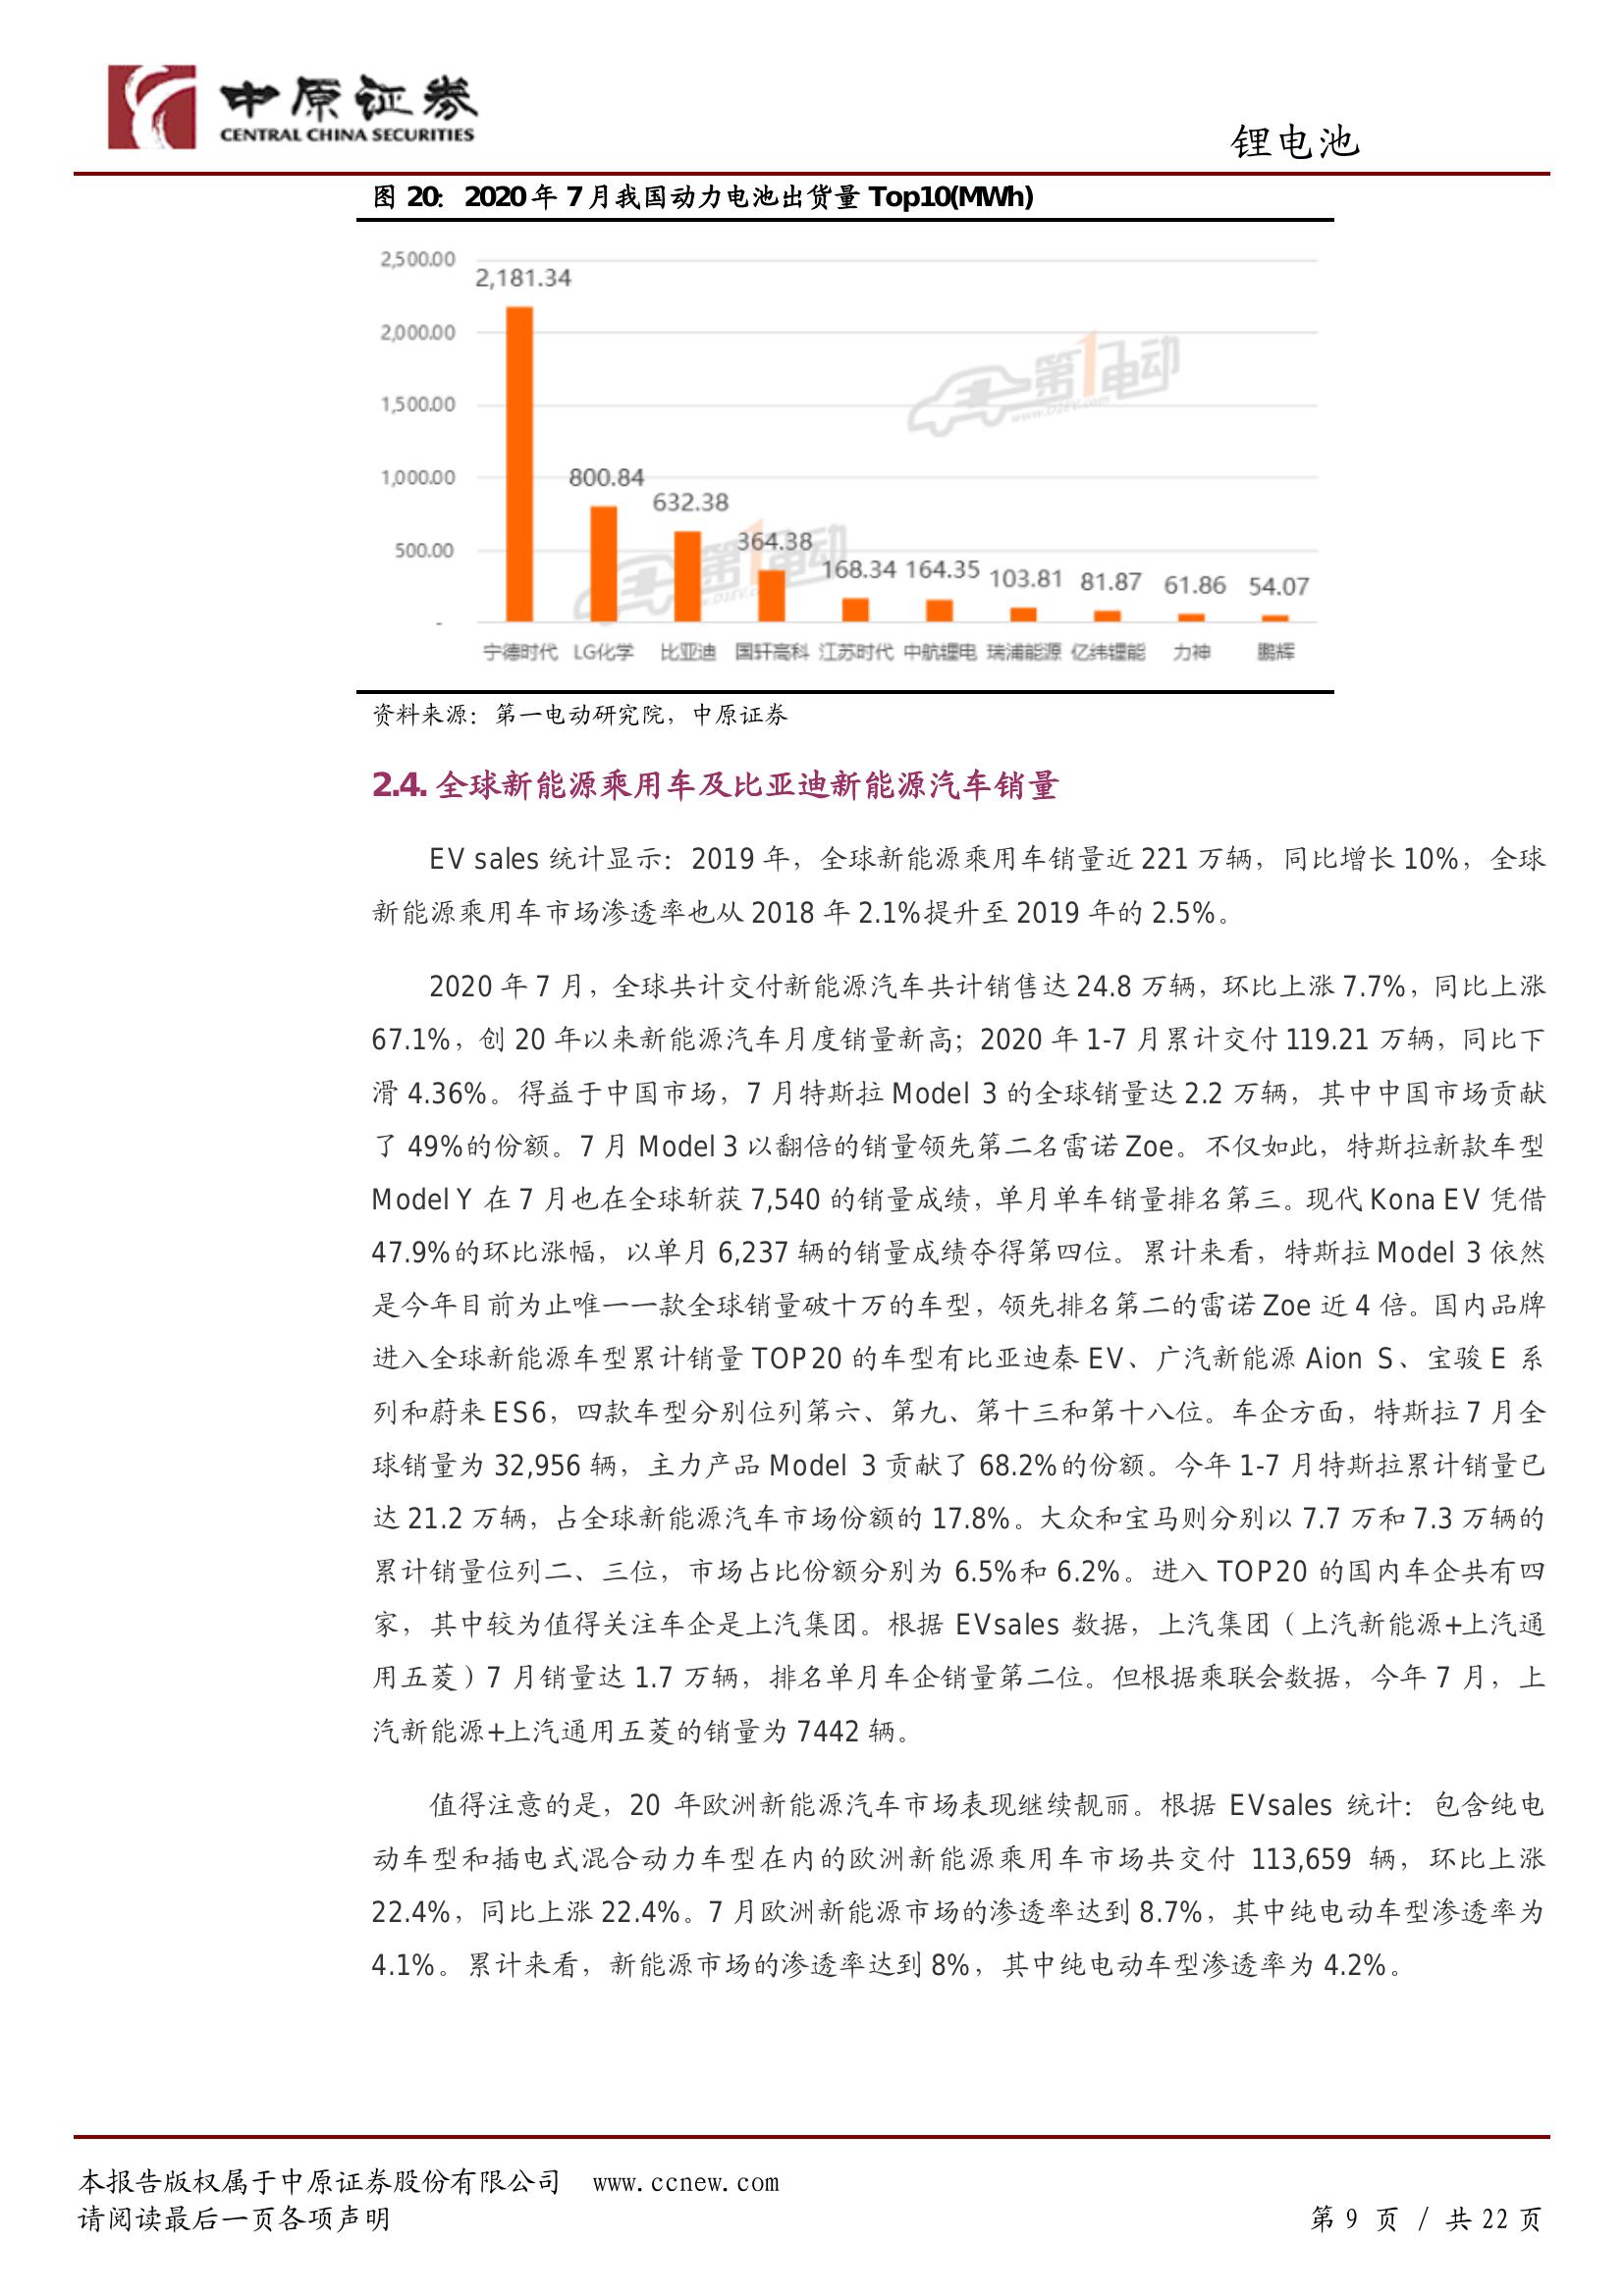 中原证券
CENTRAL CHINA SECURITIES
锂电池
图 20: 2020 年 7 月我国动力电池出货量 Top10(MWh)
2,500.00
2,181.34
2,000.00
第1电动
www.D1EV.com
1,500.00
1,000.00
800.84
632.38
500.00
364.38
第1电动
168.34 164.35 103.81 81.87 61.86 54.07
-
宁德时代 LG化学 比亚迪 国轩高科 江苏时代 中航锂电 瑞浦能源 亿纬锂能 力神 鹏辉
资料来源：第一电动研究院，中原证券
2.4. 全球新能源乘用车及比亚迪新能源汽车销量
EV sales 统计显示：2019 年，全球新能源乘用车销量近 221 万辆，同比增长 10%，全球
新能源乘用车市场渗透率也从 2018 年 2.1%提升至 2019 年的 2.5%。
2020 年 7 月，全球共计交付新能源汽车共计销售达 24.8 万辆，环比上涨 7.7%，同比上涨
67.1%，创 20 年以来新能源汽车月度销量新高；2020 年 1-7 月累计交付 119.21 万辆，同比下
滑 4.36%。得益于中国市场，7 月特斯拉 Model 3 的全球销量达 2.2 万辆，其中中国市场贡献
了 49%的份额。7 月 Model 3 以翻倍的销量领先第二名雷诺 Zoe。不仅如此，特斯拉新款车型
Model Y 在 7 月也在全球斩获 7,540 的销量成绩，单月单车销量排名第三。现代 Kona EV 凭借
47.9%的环比涨幅，以单月 6,237 辆的销量成绩夺得第四位。累计来看，特斯拉 Model 3 依然
是今年目前为止唯一一款全球销量破十万的车型，领先排名第二的雷诺 Zoe 近 4 倍。国内品牌
进入全球新能源车型累计销量 TOP20 的车型有比亚迪秦 EV、广汽新能源 Aion S、宝骏 E 系
列和蔚来 ES6，四款车型分别位列第六、第九、第十三和第十八位。车企方面，特斯拉 7 月全
球销量为 32,956 辆，主力产品 Model 3 贡献了 68.2%的份额。今年 1-7 月特斯拉累计销量已
达 21.2 万辆，占全球新能源汽车市场份额的 17.8%。大众和宝马则分别以 7.7 万和 7.3 万辆的
累计销量位列二、三位，市场占比份额分别为 6.5%和 6.2%。进入 TOP20 的国内车企共有四
家，其中较为值得关注车企是上汽集团。根据 EVsales 数据，上汽集团（上汽新能源+上汽通
用五菱）7 月销量达 1.7 万辆，排名单月车企销量第二位。但根据乘联会数据，今年 7 月，上
汽新能源+上汽通用五菱的销量为 7442 辆。
值得注意的是，20 年欧洲新能源汽车市场表现继续靓丽。根据 EVsales 统计：包含纯电
动车型和插电式混合动力车型在内的欧洲新能源乘用车市场共交付 113,659 辆，环比上涨
22.4%，同比上涨 22.4%。7 月欧洲新能源市场的渗透率达到 8.7%，其中纯电动车型渗透率为
4.1%。累计来看，新能源市场的渗透率达到 8%，其中纯电动车型渗透率为 4.2%。
本报告版权属于中原证券股份有限公司 www.ccnew.com
请阅读最后一页各项声明
第 9 页 / 共 22 页